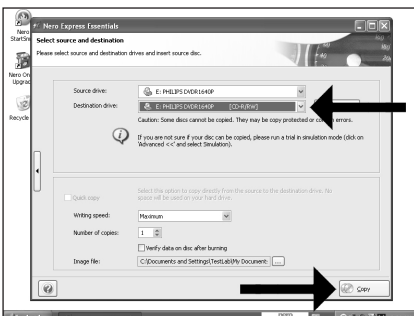 Nero
StartSm
Nero Express Essentials
Select source and destination
Please select source and destination drives and insert source disc.
Nero On
Upgrad
Recycle
Source drive:
E: PHILIPS DVDR1640P
Destination drive:
E: PHILIPS DVDR1640P [CD-R/RW]
Caution: Some discs cannot be copied. They may be copy protected or errors.
If you are not sure if your disc can be copied, please run a trial in simulation mode (click on
'Advanced <<' and select Simulation).
Quick copy
Select this option to copy directly from the source to the destination drive. No
space will be used on your hard drive.
Writing speed:
Maximum
Number of copies:
1
Verify data on disc after burning
Image file:
C:\Documents and Settings\TestLab\My Document:
...
Copy